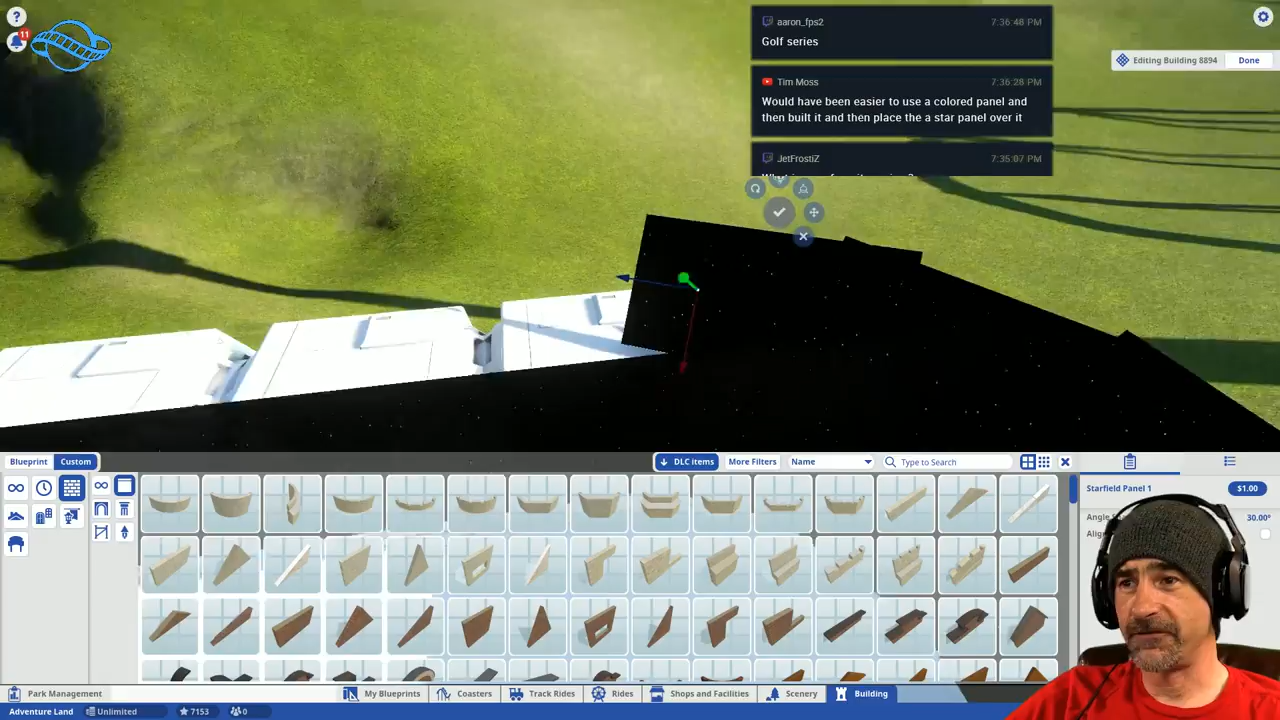 ?
11
aaron_fps2 7:36:48 PM
Golf series
Tim Moss 7:36:28 PM
Would have been easier to use a colored panel and
then built it and then place the a star panel over it
JetFrostiZ 7:35:07 PM
Editing Building 8894 Done
Blueprint Custom
DLC items More Filters Name Type to Search
Starfield Panel 1 $1.00
Angle 30.00°
Park Management My Blueprints Coasters Track Rides Rides Shops and Facilities Scenery Building
Adventure Land Unlimited 7153 0